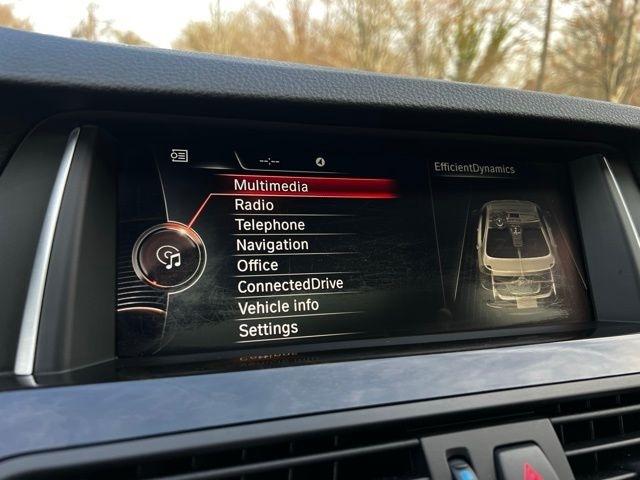 --:--
EfficientDynamics
Multimedia
Radio
Telephone
Navigation
Office
ConnectedDrive
Vehicle info
Settings